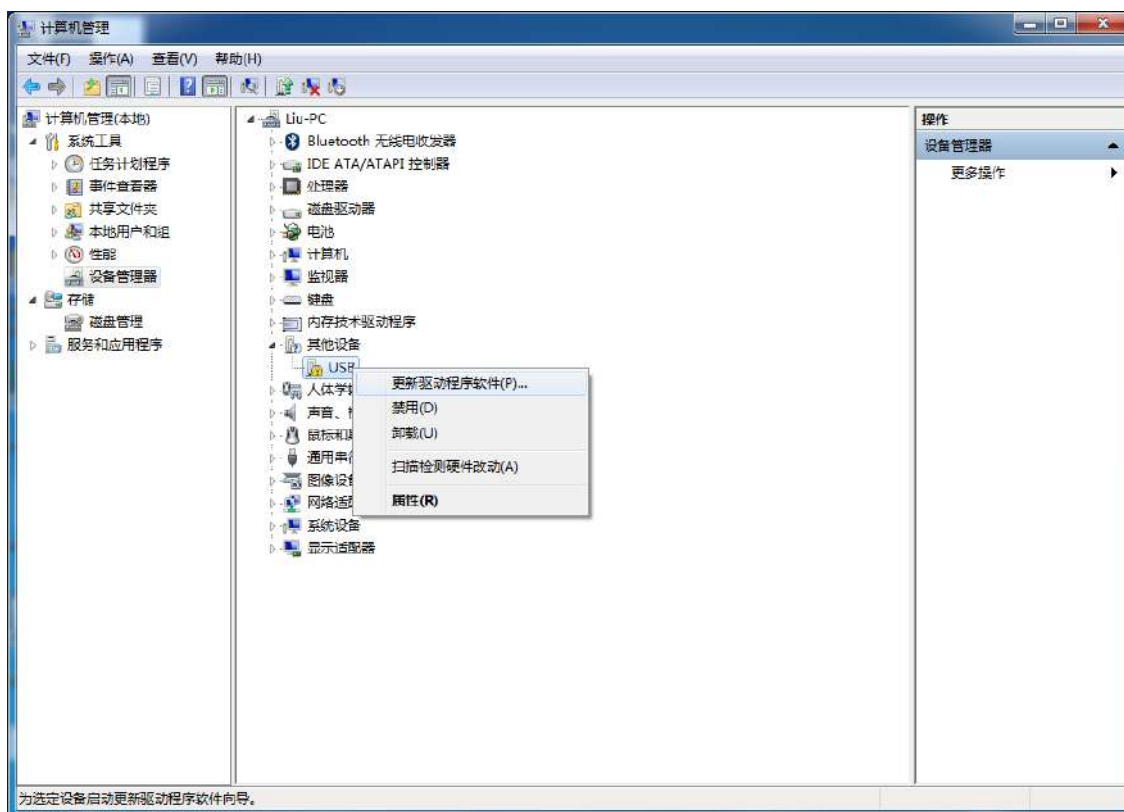 计算机管理
文件(F) 操作(A) 查看(V) 帮助(H)
计算机管理(本地)
系统工具
任务计划程序
事件查看器
共享文件夹
本地用户和组
性能
设备管理器
存储
磁盘管理
服务和应用程序
Liu-PC
Bluetooth 无线电收发器
IDE ATA/ATAPI 控制器
处理器
磁盘驱动器
电池
计算机
监视器
键盘
内存技术驱动程序
其他设备
USB
人体学
声音、
鼠标和
通用串
图像设
网络适
系统设备
显示适配器
更新驱动程序软件(P)...
禁用(D)
卸载(U)
扫描检测硬件改动(A)
属性(R)
操作
设备管理器
更多操作
为选定设备启动更新驱动程序软件向导。